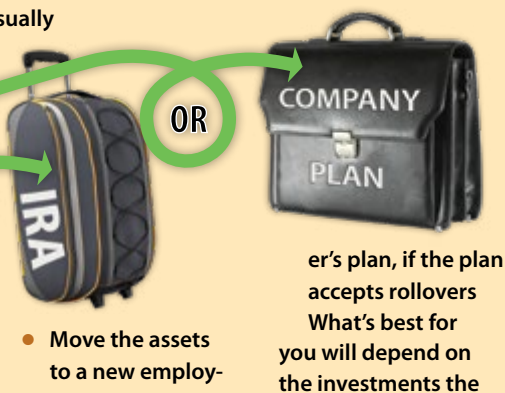 sually
OR
COMPANY
PLAN
IRA
• Move the assets
to a new employ-
er's plan, if the plan
accepts rollovers
What's best for
you will depend on
the investments the